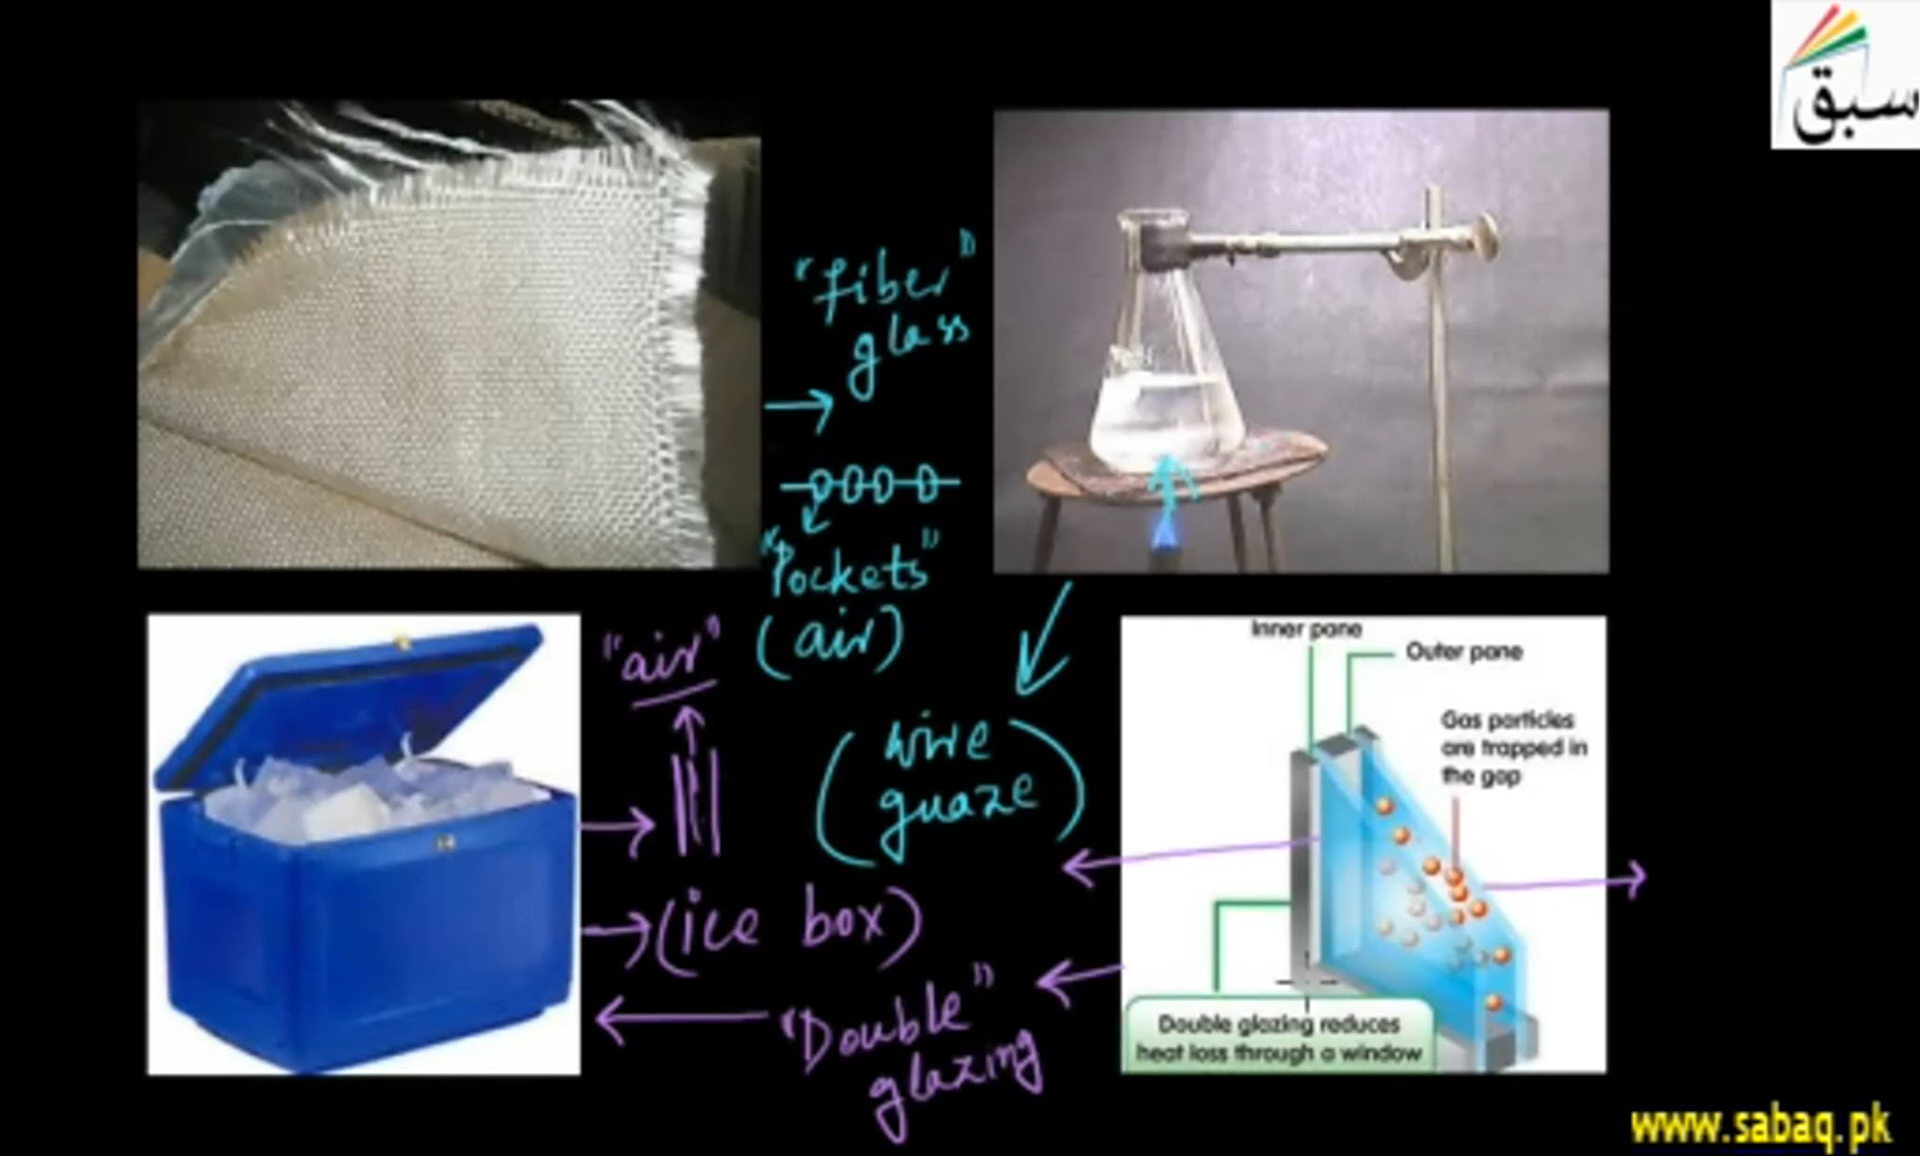 سبق
"fiber"
glass
"Pockets"
(air)
"air"
(wire
guaze)
(ice box)
"Double"
glazing
Inner pane
Outer pane
Gas particles
are trapped in
the gap
Double glazing reduces
heat loss through a window
www.sabaq.pk